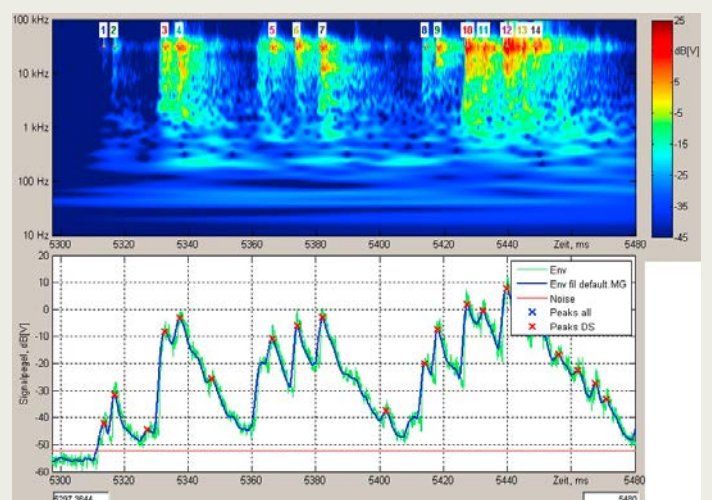 100 kHz
10 kHz
1 kHz
100 Hz
10 Hz
1 2 3 4 5 6 7 8 9 10 11 12 13 14
25
dB[V]
5
-5
-15
-25
-35
-45
5300 5320 5340 5360 5380 5400 5420 5440 Zeit, ms 5480
20
10
0
-10
-20
-30
-40
-50
-60
Signalpegel, dB[V]
Env
Env fil default.MG
Noise
Peaks all
Peaks DS
5300 5320 5340 5360 5380 5400 5420 5440 Zeit, ms 5480
5297.3644
5480